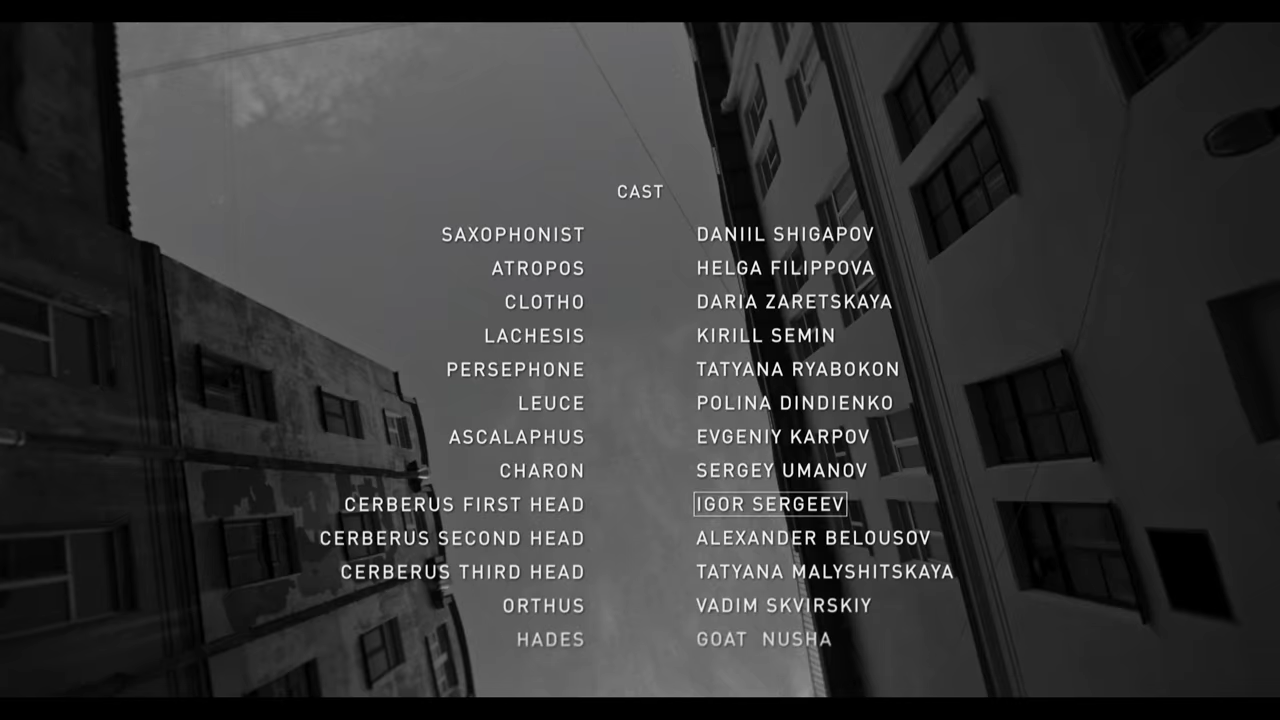 CAST
SAXOPHONIST DANIIL SHIGAPOV
ATROPOS HELGA FILIPPOVA
CLOTHO DARIA ZARETSKAYA
LACHESIS KIRILL SEMIN
PERSEPHONE TATYANA RYABOKON
LEUCE POLINA DINDIENKO
ASCALAPHUS EVGENIY KARPOV
CHARON SERGEY UMANOV
CERBERUS FIRST HEAD IGOR SERGEEV
CERBERUS SECOND HEAD ALEXANDER BELOUSOV
CERBERUS THIRD HEAD TATYANA MALYSHITSKAYA
ORTHUS VADIM SKVIRSKIY
HADES GOAT NUSHA